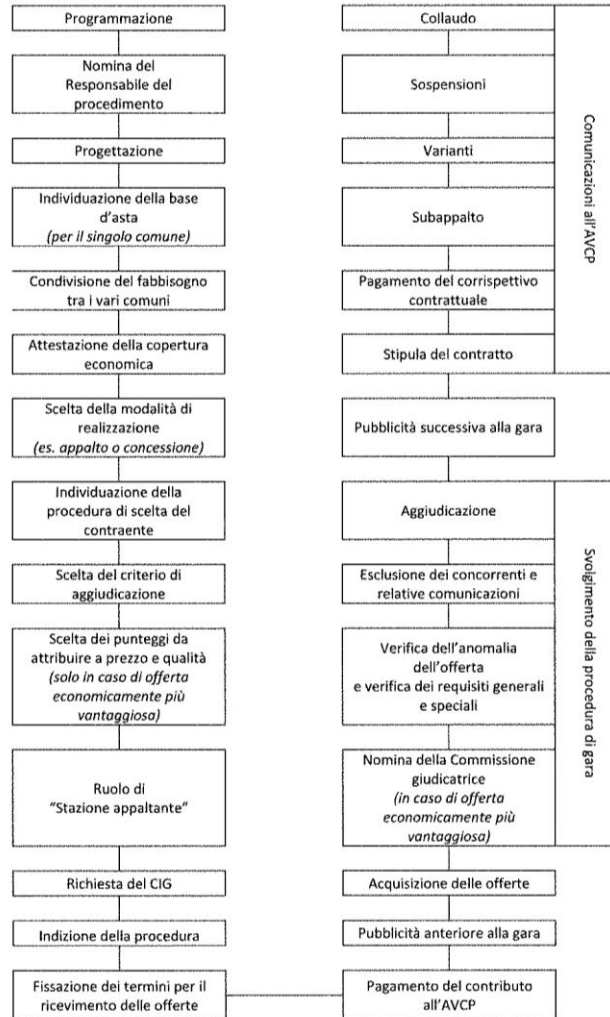 Programmazione
Nomina del
Responsabile del
procedimento
Progettazione
Individuazione della base
d'asta
(per il singolo comune)
Condivisione del fabbisogno
tra i vari comuni
Attestazione della copertura
economica
Scelta della modalità di
realizzazione
(es. appalto o concessione)
Individuazione della
procedura di scelta del
contraente
Scelta del criterio di
aggiudicazione
Scelta dei punteggi da
attribuire a prezzo e qualità
(solo in caso di offerta
economicamente più
vantaggiosa)
Ruolo di
"Stazione appaltante"
Richiesta del CIG
Indizione della procedura
Fissazione dei termini per il
ricevimento delle offerte
Collaudo
Sospensioni
Varianti
Subappalto
Pagamento del corrispettivo
contrattuale
Stipula del contratto
Pubblicità successiva alla gara
Aggiudicazione
Esclusione dei concorrenti e
relative comunicazioni
Verifica dell'anomalia
dell'offerta
e verifica dei requisiti generali
e speciali
Nomina della Commissione
giudicatrice
(in caso di offerta
economicamente più
vantaggiosa)
Acquisizione delle offerte
Pubblicità anteriore alla gara
Pagamento del contributo
all'AVCP
Comunicazioni all'AVCP
Svolgimento della procedura di gara